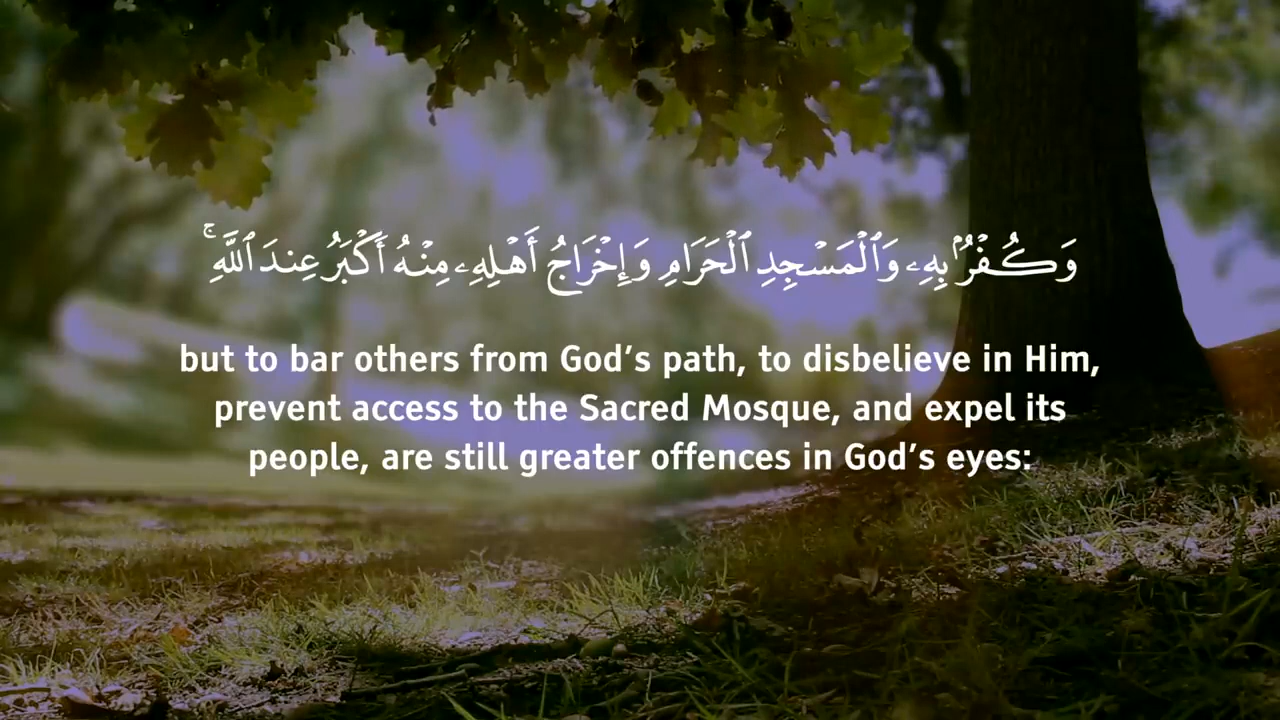 وَكُفْرُۢ بِهِۦ وَٱلْمَسْجِدِ ٱلْحَرَامِ وَإِخْرَاجُ أَهْلِهِۦ مِنْهُ أَكْبَرُ عِندَ ٱللَّهِ ۚ
but to bar others from God’s path, to disbelieve in Him,
prevent access to the Sacred Mosque, and expel its
people, are still greater offences in God’s eyes: